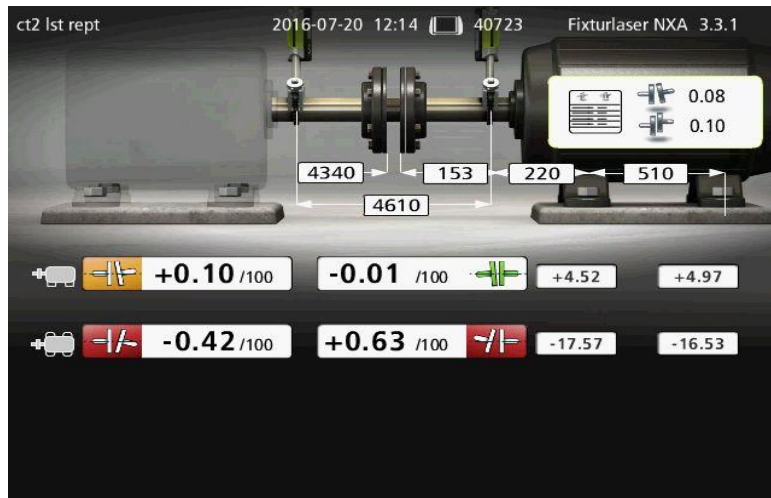 ct2 lst rept 2016-07-20 12:14 40723 Fixturlaser NXA 3.3.1
0.08
0.10
4340 153 220 510
4610
+0.10 /100 -0.01 /100 +4.52 +4.97
-0.42 /100 +0.63 /100 -17.57 -16.53